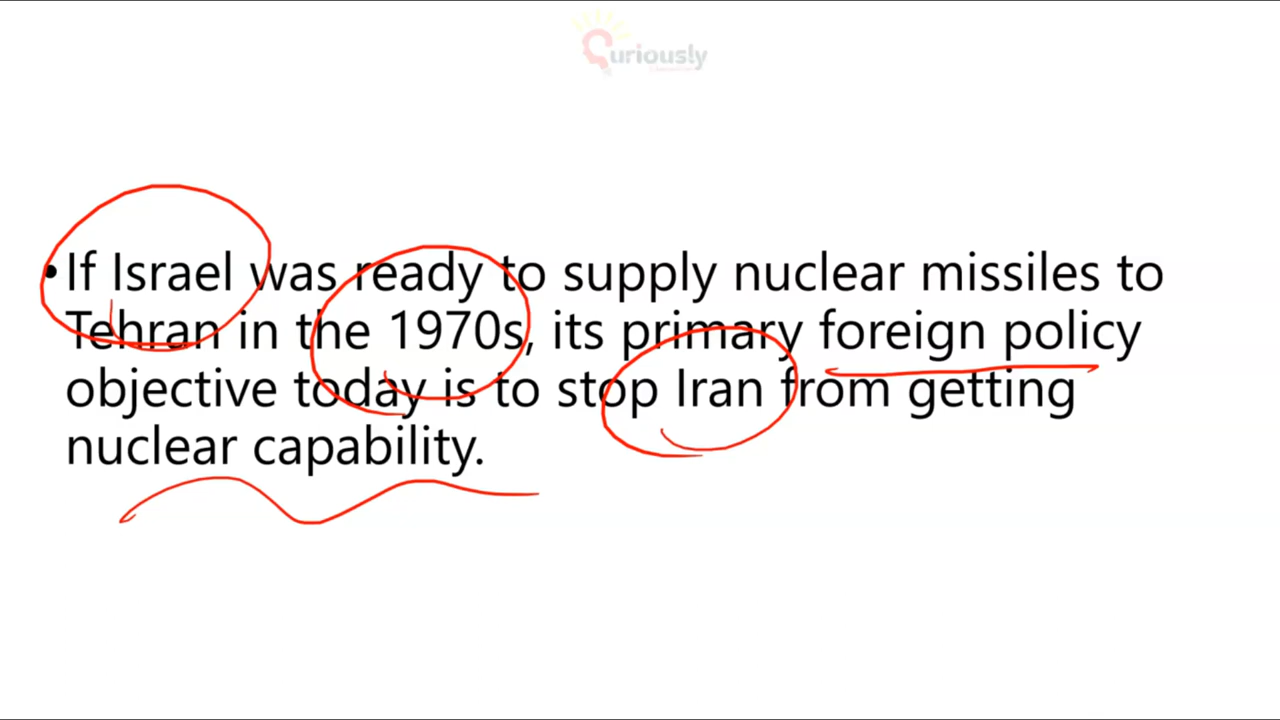 Curiously
•If Israel was ready to supply nuclear missiles to
Tehran in the 1970s, its primary foreign policy
objective today is to stop Iran from getting
nuclear capability.